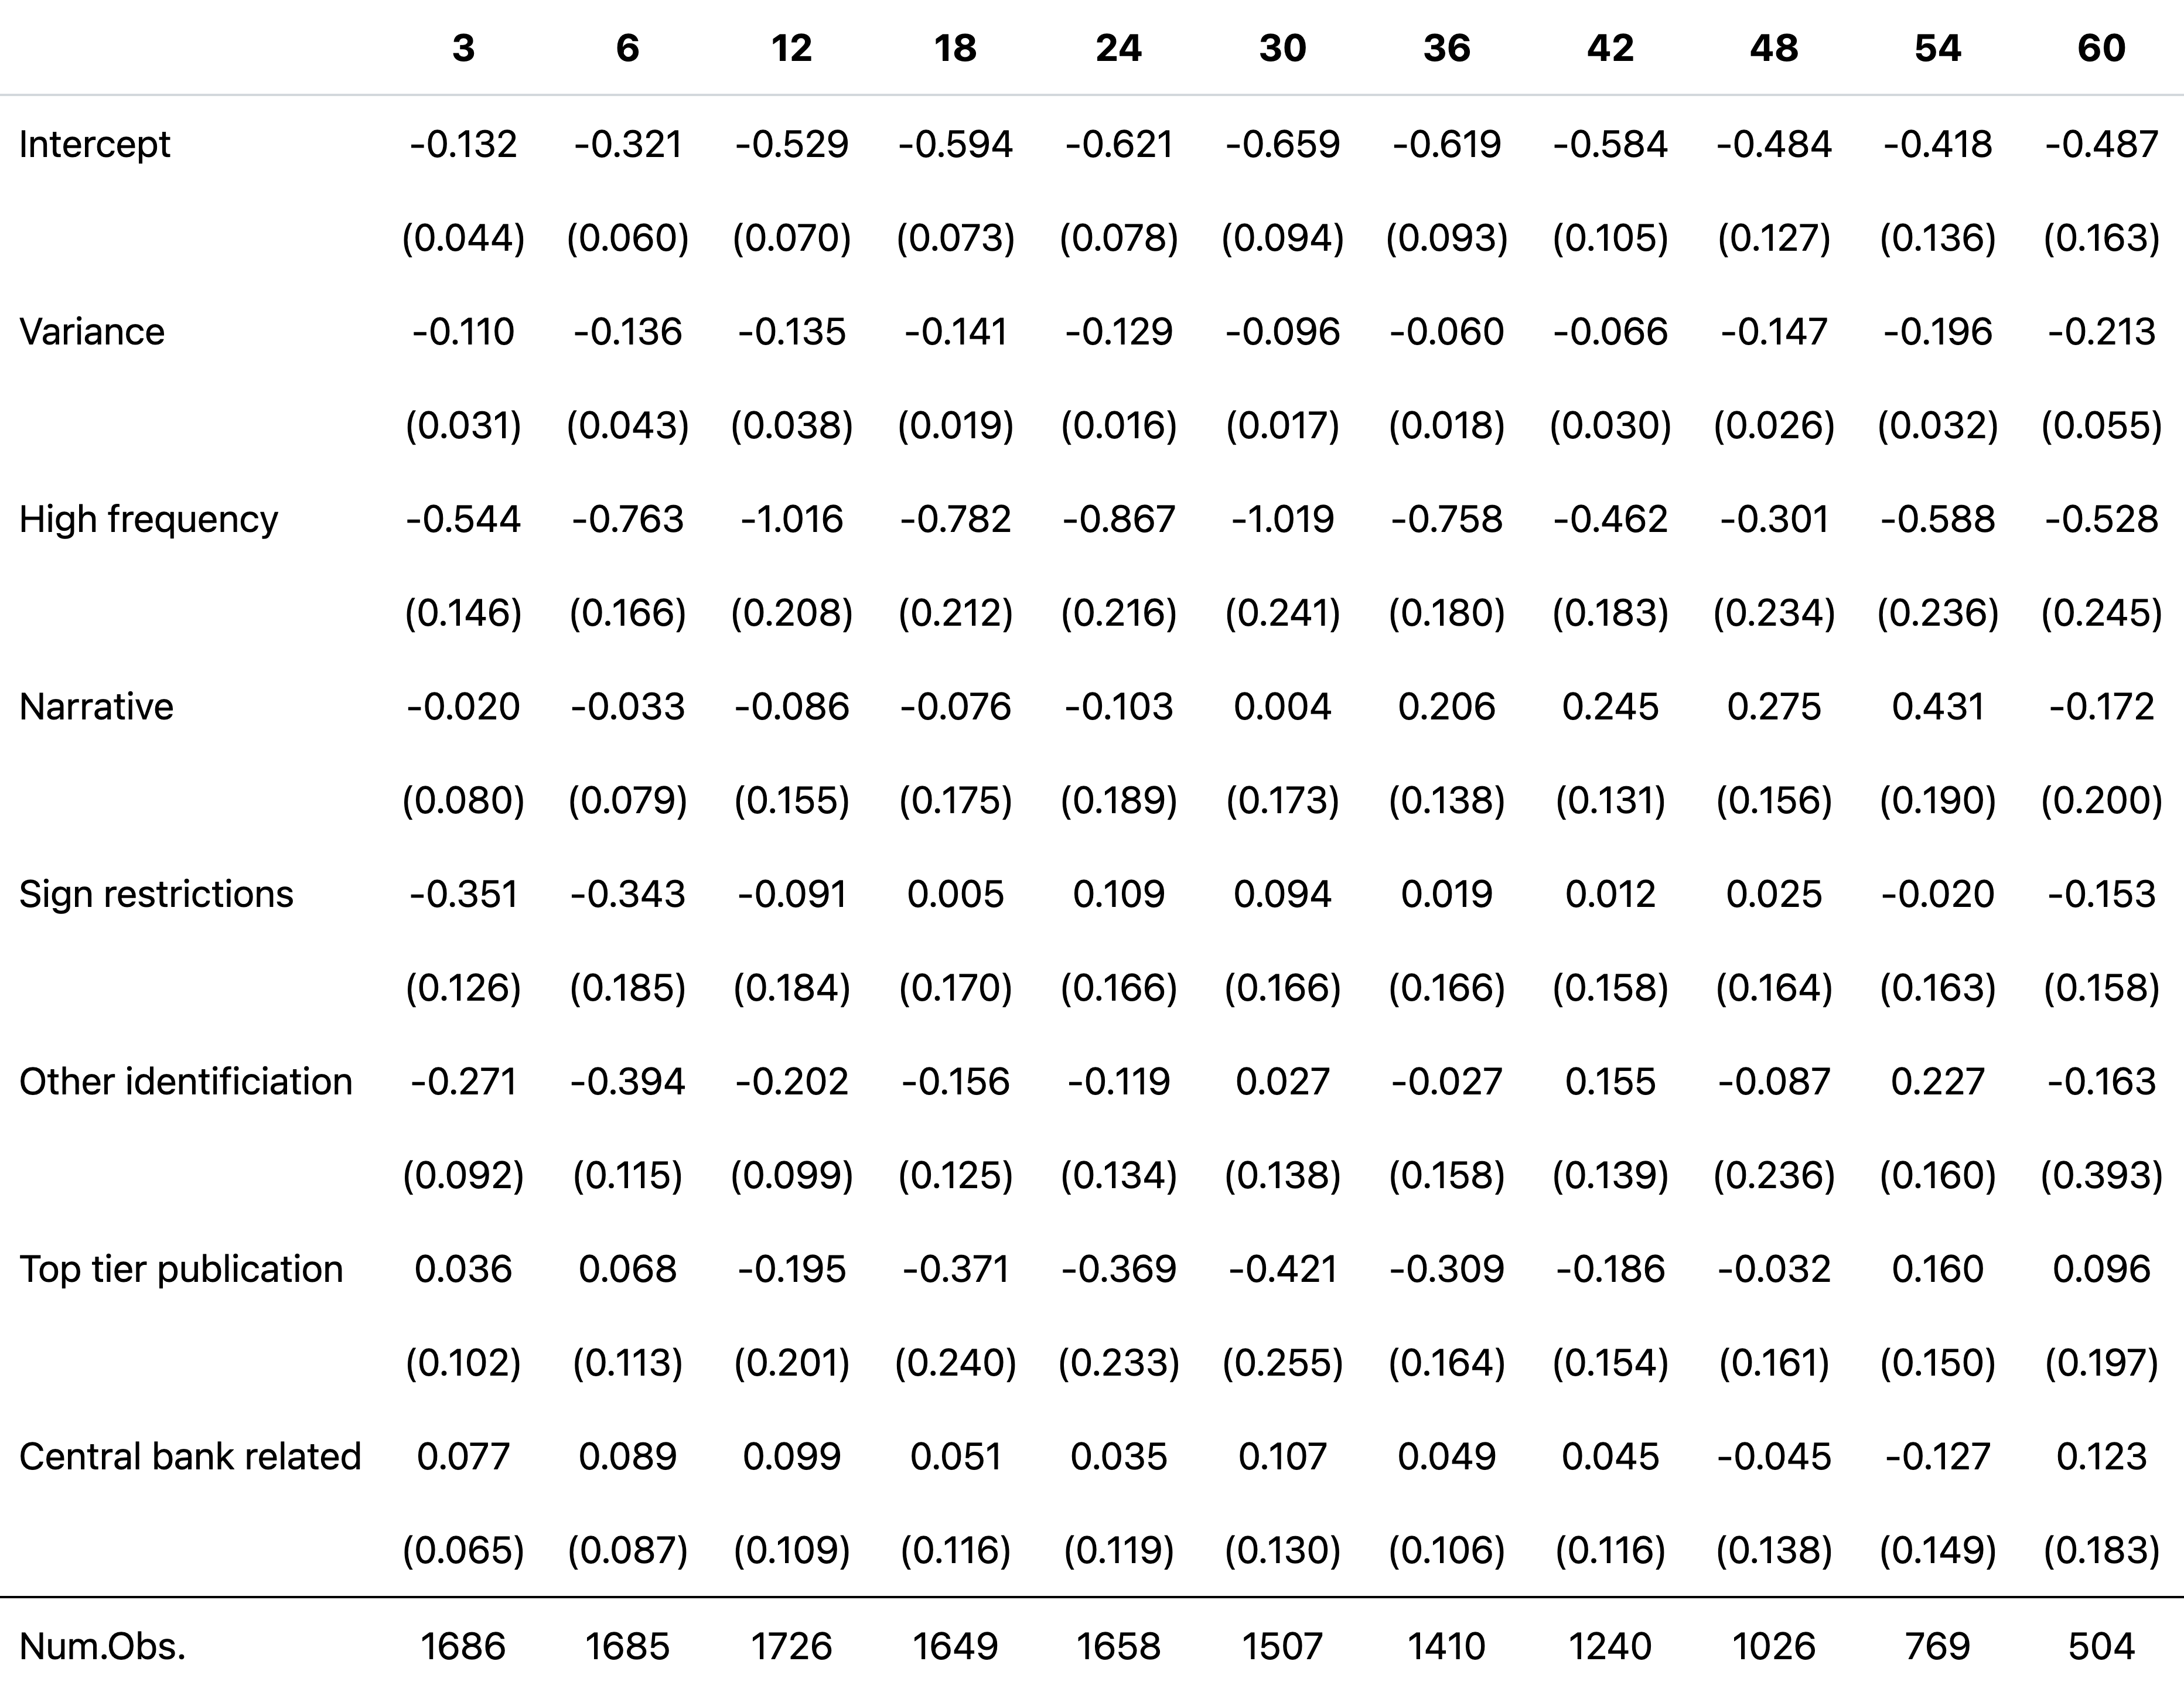 3 6 12 18 24 30 36 42 48 54 60
Intercept -0.132 -0.321 -0.529 -0.594 -0.621 -0.659 -0.619 -0.584 -0.484 -0.418 -0.487
(0.044) (0.060) (0.070) (0.073) (0.078) (0.094) (0.093) (0.105) (0.127) (0.136) (0.163)
Variance -0.110 -0.136 -0.135 -0.141 -0.129 -0.096 -0.060 -0.066 -0.147 -0.196 -0.213
(0.031) (0.043) (0.038) (0.019) (0.016) (0.017) (0.018) (0.030) (0.026) (0.032) (0.055)
High frequency -0.544 -0.763 -1.016 -0.782 -0.867 -1.019 -0.758 -0.462 -0.301 -0.588 -0.528
(0.146) (0.166) (0.208) (0.212) (0.216) (0.241) (0.180) (0.183) (0.234) (0.236) (0.245)
Narrative -0.020 -0.033 -0.086 -0.076 -0.103 0.004 0.206 0.245 0.275 0.431 -0.172
(0.080) (0.079) (0.155) (0.175) (0.189) (0.173) (0.138) (0.131) (0.156) (0.190) (0.200)
Sign restrictions -0.351 -0.343 -0.091 0.005 0.109 0.094 0.019 0.012 0.025 -0.020 -0.153
(0.126) (0.185) (0.184) (0.170) (0.166) (0.166) (0.166) (0.158) (0.164) (0.163) (0.158)
Other identificiation -0.271 -0.394 -0.202 -0.156 -0.119 0.027 -0.027 0.155 -0.087 0.227 -0.163
(0.092) (0.115) (0.099) (0.125) (0.134) (0.138) (0.158) (0.139) (0.236) (0.160) (0.393)
Top tier publication 0.036 0.068 -0.195 -0.371 -0.369 -0.421 -0.309 -0.186 -0.032 0.160 0.096
(0.102) (0.113) (0.201) (0.240) (0.233) (0.255) (0.164) (0.154) (0.161) (0.150) (0.197)
Central bank related 0.077 0.089 0.099 0.051 0.035 0.107 0.049 0.045 -0.045 -0.127 0.123
(0.065) (0.087) (0.109) (0.116) (0.119) (0.130) (0.106) (0.116) (0.138) (0.149) (0.183)
Num.Obs. 1686 1685 1726 1649 1658 1507 1410 1240 1026 769 504